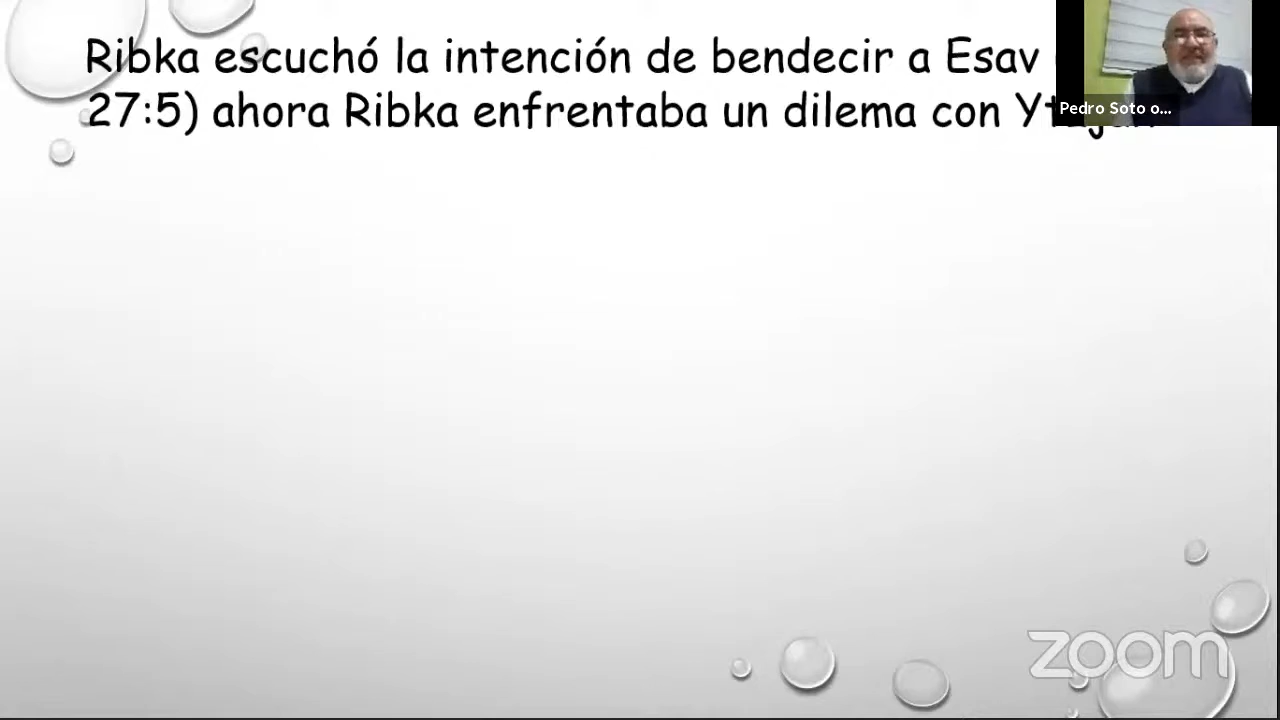 Ribka escuchó la intención de bendecir a Esav
27:5) ahora Ribka enfrentaba un dilema con
Pedro Soto o...
zoom